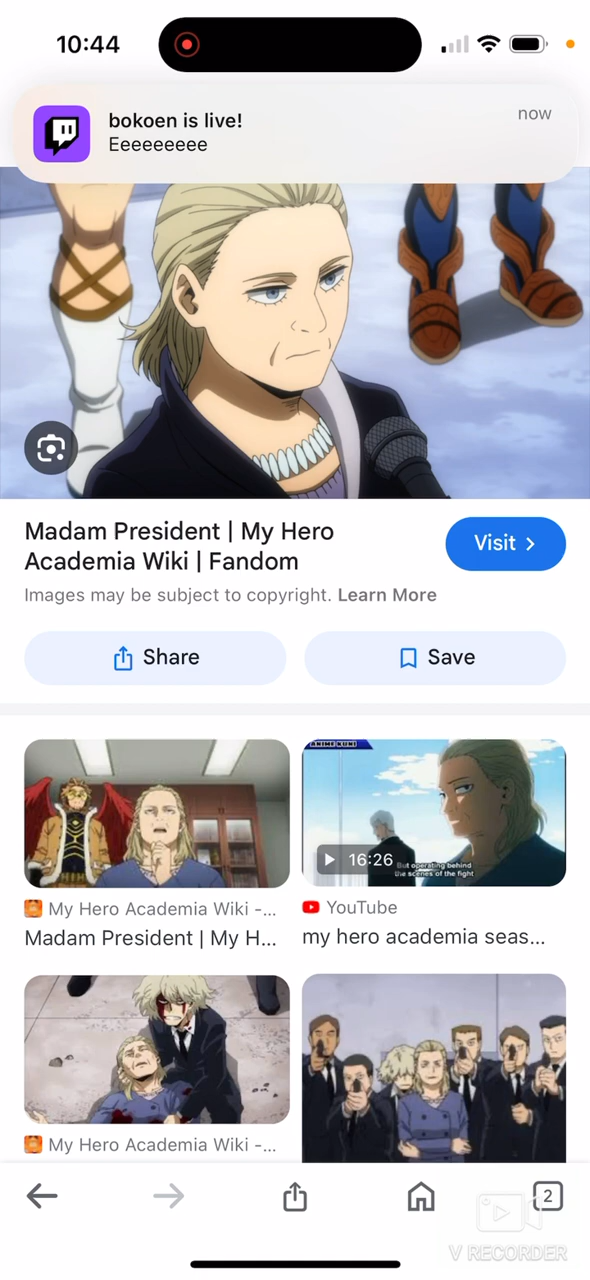 10:44
bokoen is live!
now
Eeeeeeeee
Madam President | My Hero
Academia Wiki | Fandom
Visit
Images may be subject to copyright. Learn More
Share
Save
ANIME KUNI
16:26
But operating behind
the scenes of the fight
My Hero Academia Wiki -...
YouTube
Madam President | My H...
my hero academia seas...
My Hero Academia Wiki -...
2
V RECORDER